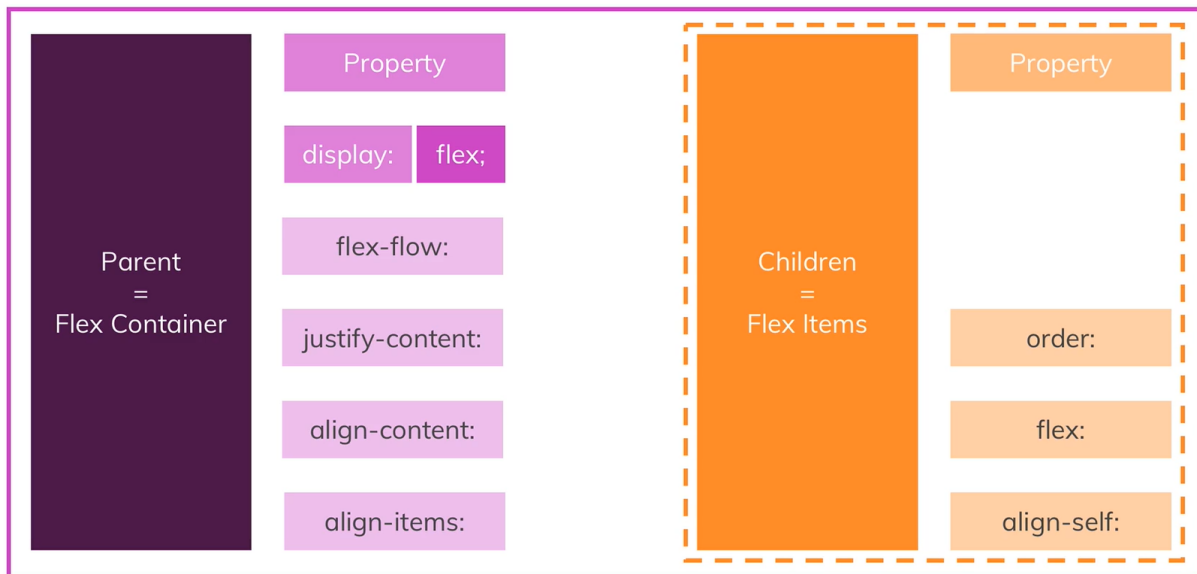 Parent
=
Flex Container
Property
display: flex;
flex-flow:
justify-content:
align-content:
align-items:
Children
=
Flex Items
Property
order:
flex:
align-self: